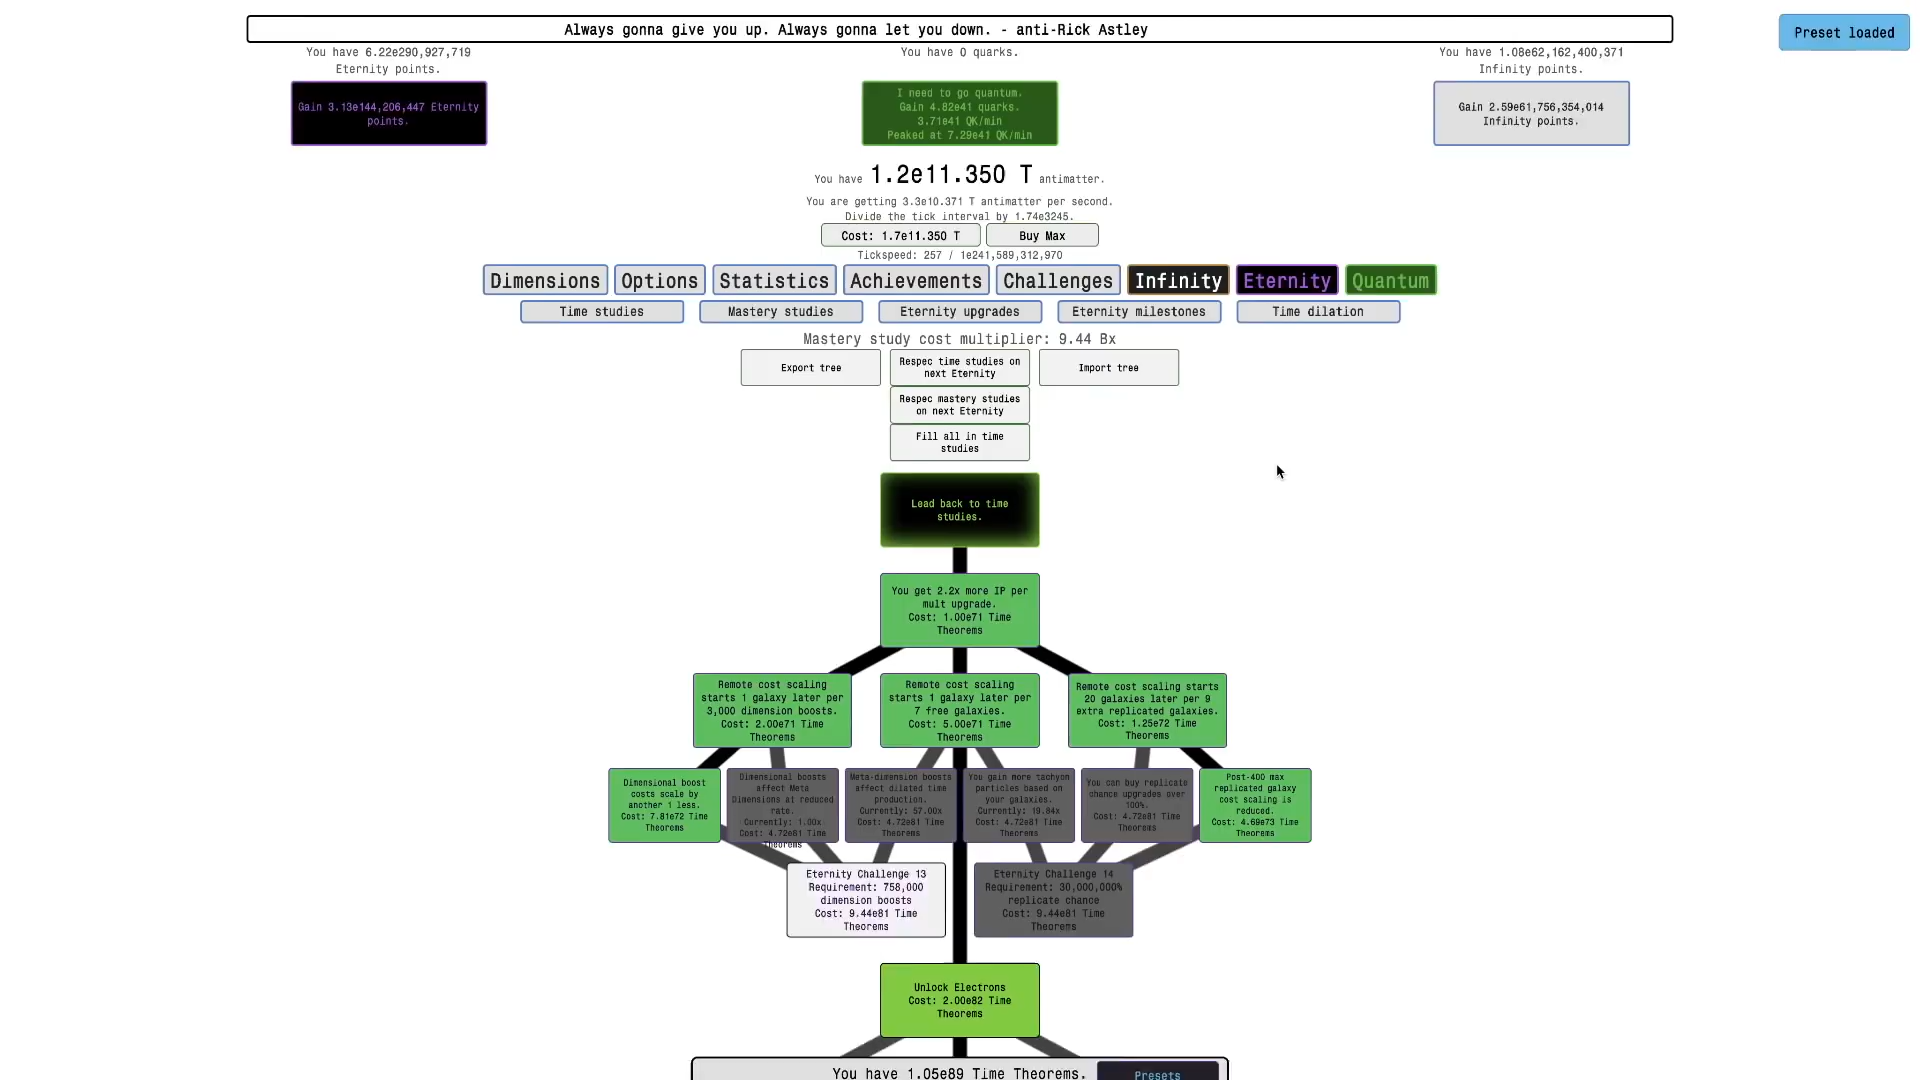 Always gonna give you up. Always gonna let you down. - anti-Rick Astley
Preset loaded
You have 6.22e290,927,719
Eternity points.
Gain 3.13e144,206,447 Eternity
points.
You have 0 quarks.
I need to go quantum.
Gain 4.82e41 quarks.
3.71e41 QK/min
Peaked at 7.29e41 QK/min
You have 1.08e62,162,400,371
Infinity points.
Gain 2.59e61,756,354,014
Infinity points.
You have 1.2e11.350 T antimatter.
You are getting 3.3e10.371 T antimatter per second.
Divide the tick interval by 1.74e3245.
Cost: 1.7e11.350 T
Buy Max
Tickspeed: 257 / 1e241,589,312,970
Dimensions
Options
Statistics
Achievements
Challenges
Infinity
Eternity
Quantum
Time studies
Mastery studies
Eternity upgrades
Eternity milestones
Time dilation
Mastery study cost multiplier: 9.44 Bx
Export tree
Respec time studies on
next Eternity
Import tree
Respec mastery studies
on next Eternity
Fill all in time
studies
Lead back to time
studies.
You get 2.2x more IP per
mult upgrade.
Cost: 1.00e71 Time
Theorems
Remote cost scaling
starts 1 galaxy later per
3,000 dimension boosts.
Cost: 2.00e71 Time
Theorems
Remote cost scaling
starts 1 galaxy later per
7 free galaxies.
Cost: 5.00e71 Time
Theorems
Remote cost scaling starts
20 galaxies later per 9
extra replicated galaxies.
Cost: 1.25e72 Time
Theorems
Dimensional boost
costs scale by
another 1 less.
Cost: 7.81e72 Time
Theorems
Dimensional boosts
affect Meta
Dimensions at reduced
rate.
Currently: 1.00x
Cost: 4.72e81 Time
Theorems
Meta-dimension boosts
affect dilated time
production.
Currently: 57.00x
Cost: 4.72e81 Time
Theorems
You gain more tachyon
particles based on
your galaxies.
Currently: 19.84x
Cost: 4.72e81 Time
Theorems
You can buy replicate
chance upgrades over
100%.
Cost: 4.72e81 Time
Theorems
Post-400 max
replicated galaxy
cost scaling is
reduced.
Cost: 4.69e73 Time
Theorems
Eternity Challenge 13
Requirement: 758,000
dimension boosts
Cost: 9.44e81 Time
Theorems
Eternity Challenge 14
Requirement: 30,000,000%
replicate chance
Cost: 9.44e81 Time
Theorems
Unlock Electrons
Cost: 2.00e82 Time
Theorems
You have 1.05e89 Time Theorems.
Presets